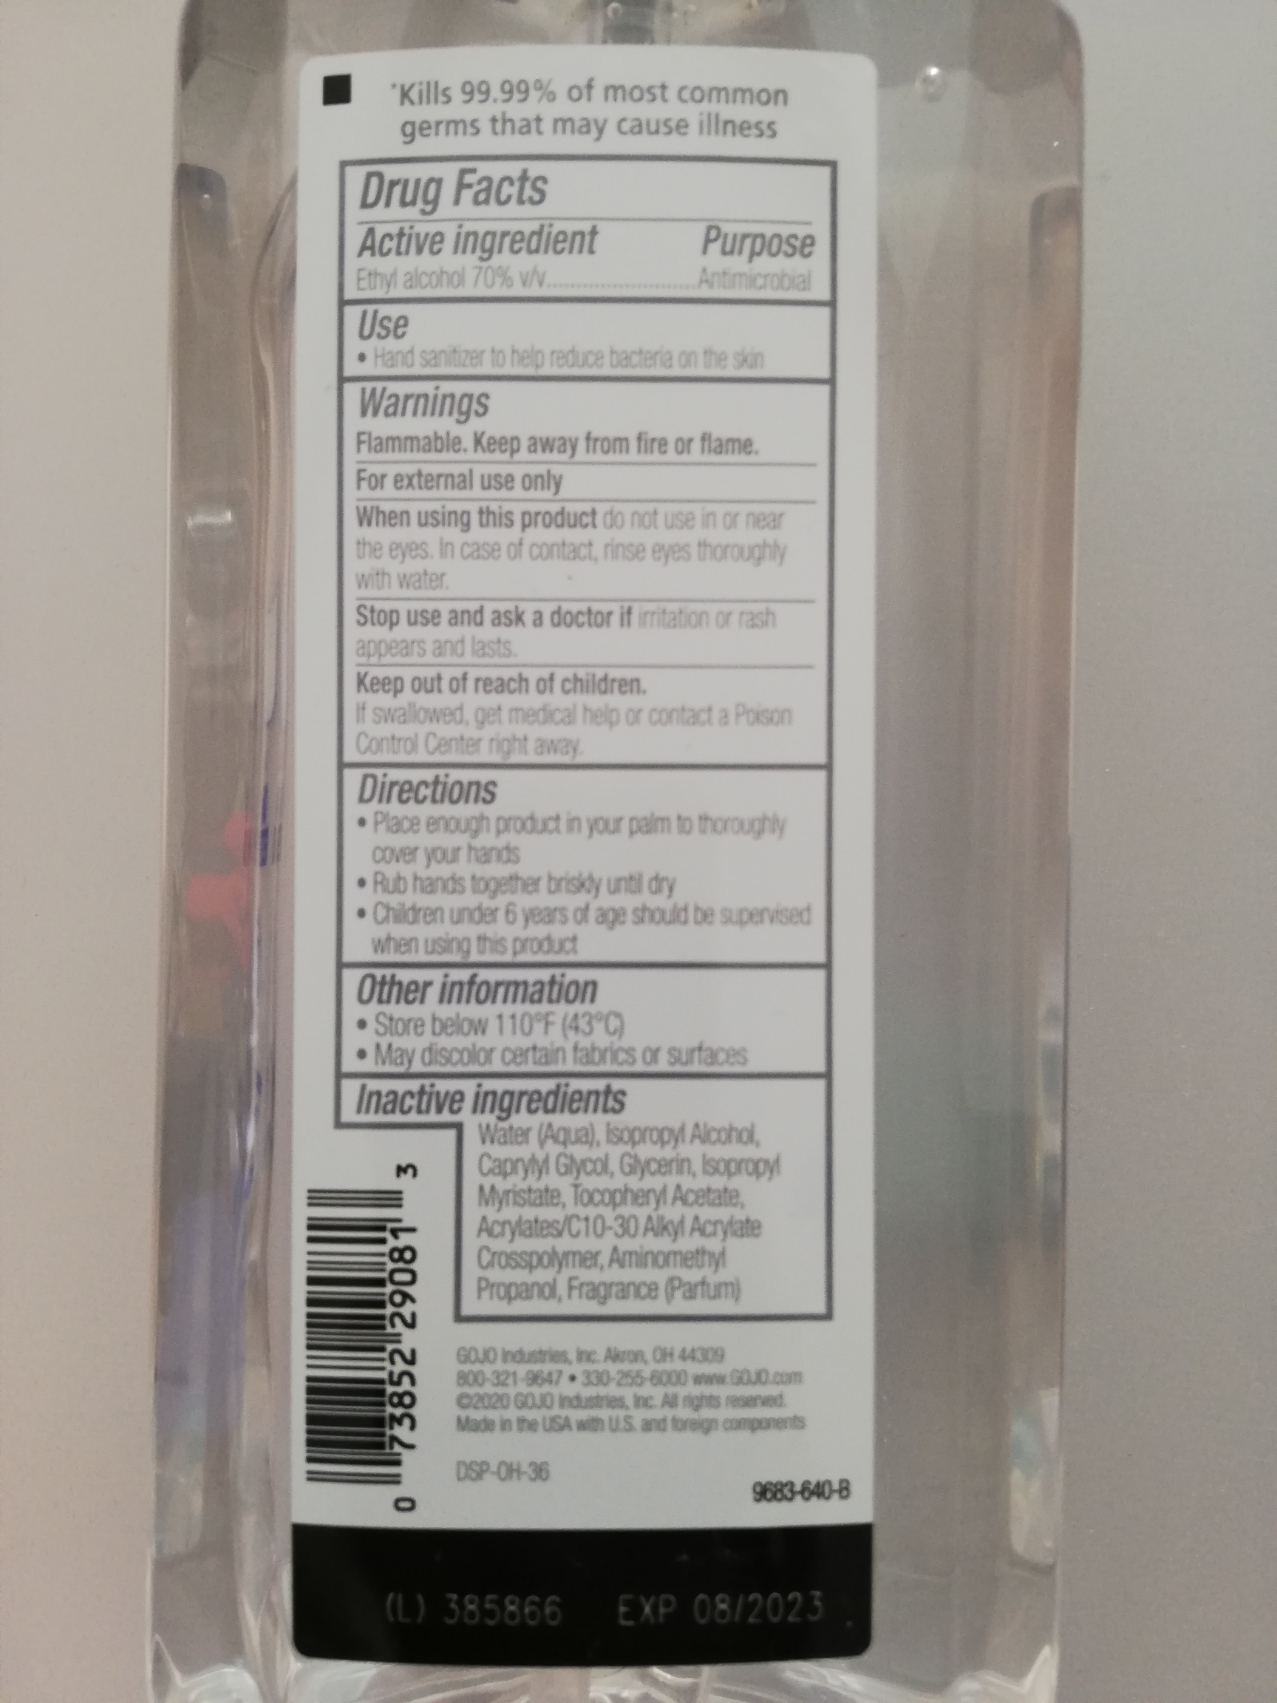 *Kills 99.99% of most common
germs that may cause illness
Drug Facts
Active ingredient Purpose
Ethyl alcohol 70% v/v..........................Antimicrobial
Use
• Hand sanitizer to help reduce bacteria on the skin
Warnings
Flammable. Keep away from fire or flame.
For external use only
When using this product do not use in or near
the eyes. In case of contact, rinse eyes thoroughly
with water.
Stop use and ask a doctor if irritation or rash
appears and lasts.
Keep out of reach of children.
If swallowed, get medical help or contact a Poison
Control Center right away.
Directions
• Place enough product in your palm to thoroughly
cover your hands
• Rub hands together briskly until dry
• Children under 6 years of age should be supervised
when using this product
Other information
• Store below 110°F (43°C)
• May discolor certain fabrics or surfaces
Inactive ingredients
Water (Aqua), Isopropyl Alcohol,
Caprylyl Glycol, Glycerin, Isopropyl
Myristate, Tocopheryl Acetate,
Acrylates/C10-30 Alkyl Acrylate
Crosspolymer, Aminomethyl
Propanol, Fragrance (Parfum)
0 73852 29081 3
GOJO Industries, Inc. Akron, OH 44309
800-321-9647 • 330-255-6000 www.GOJO.com
©2020 GOJO Industries, Inc. All rights reserved.
Made in the USA with U.S. and foreign components
DSP-OH-36
9683-640-B
(L) 385866 EXP 08/2023